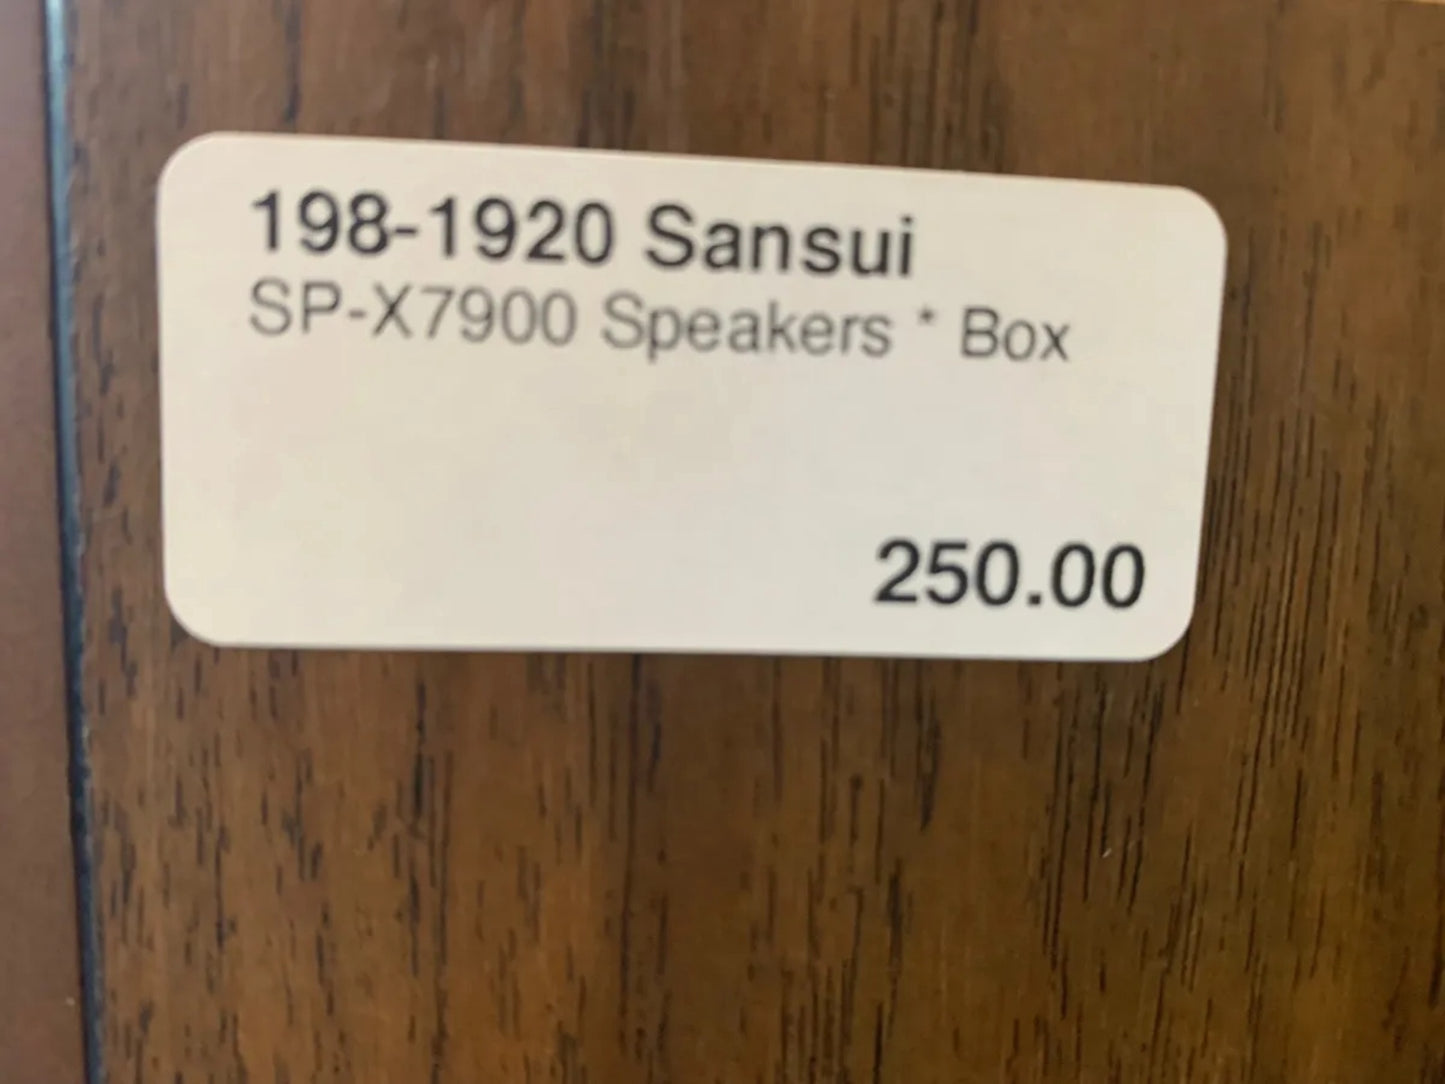 198-1920 Sansui
SP-X7900 Speakers * Box
250.00